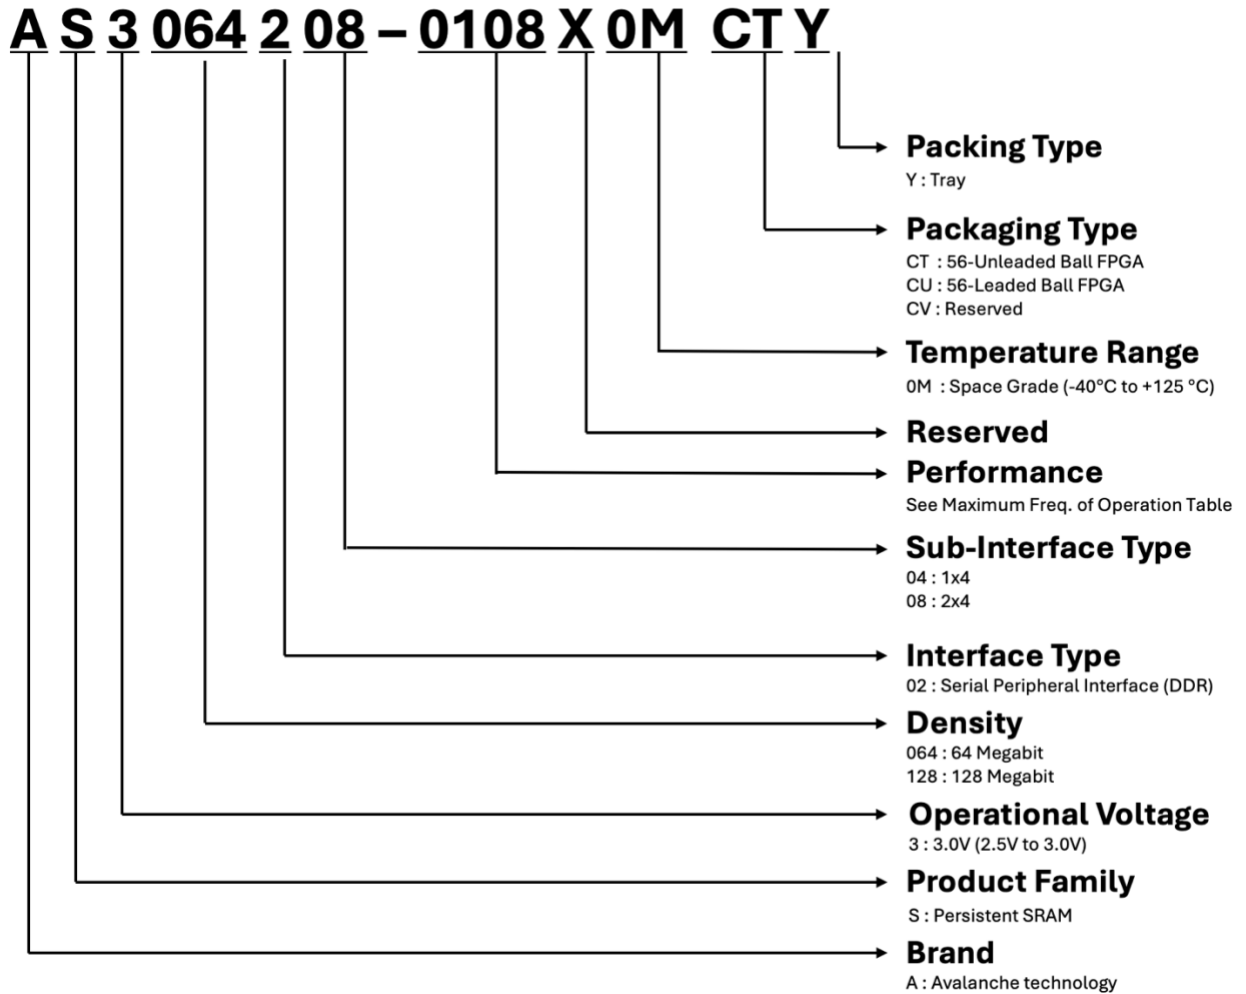 A S 3 064 2 08 – 0108 X 0M CT Y
Packing Type
Y : Tray
Packaging Type
CT : 56-Unleaded Ball FPGA
CU : 56-Leaded Ball FPGA
CV : Reserved
Temperature Range
0M : Space Grade (-40°C to +125 °C)
Reserved
Performance
See Maximum Freq. of Operation Table
Sub-Interface Type
04 : 1x4
08 : 2x4
Interface Type
02 : Serial Peripheral Interface (DDR)
Density
064 : 64 Megabit
128 : 128 Megabit
Operational Voltage
3 : 3.0V (2.5V to 3.0V)
Product Family
S : Persistent SRAM
Brand
A : Avalanche technology